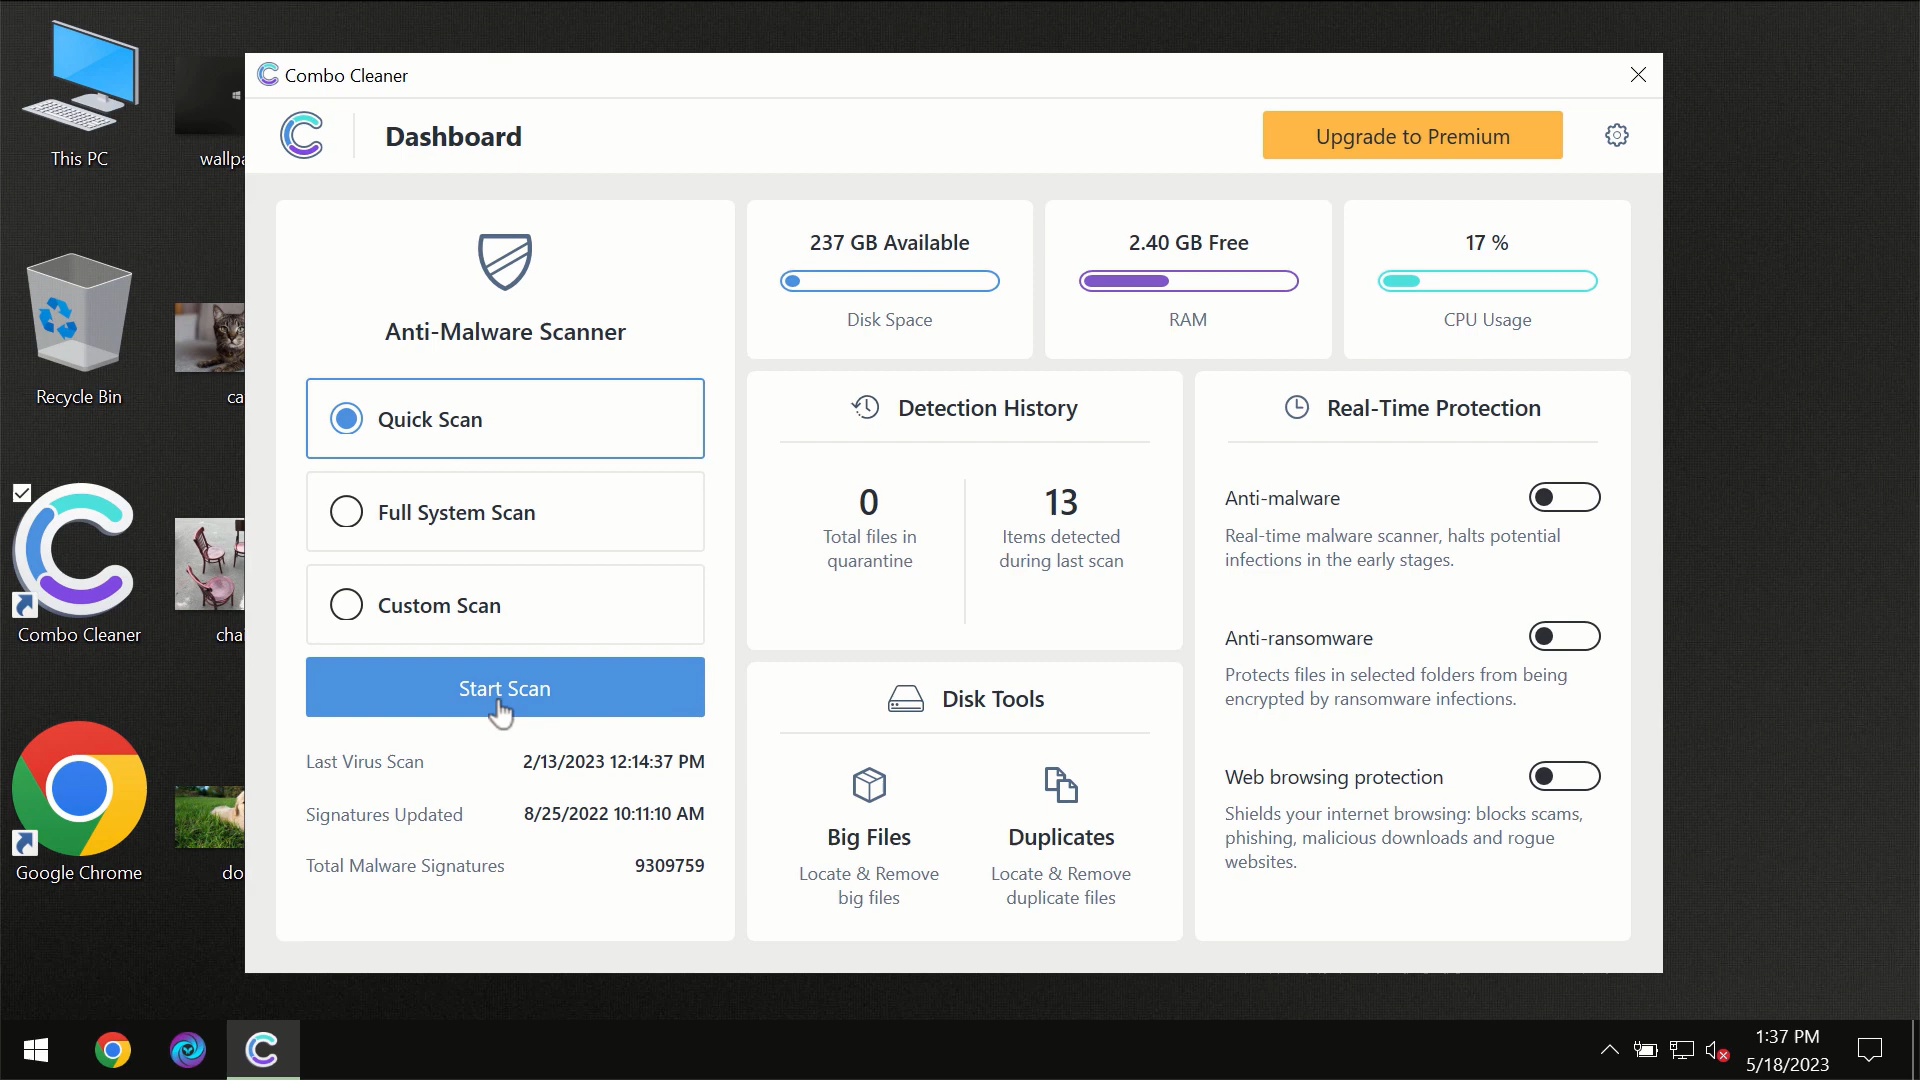 Combo Cleaner
Dashboard
Upgrade to Premium
This PC
wallpa
Recycle Bin
ca
Combo Cleaner
chai
Google Chrome
do
Anti-Malware Scanner
Quick Scan
Full System Scan
Custom Scan
Start Scan
Last Virus Scan 2/13/2023 12:14:37 PM
Signatures Updated 8/25/2022 10:11:10 AM
Total Malware Signatures 9309759
237 GB Available
Disk Space
2.40 GB Free
RAM
17 %
CPU Usage
Detection History
0
Total files in
quarantine
13
Items detected
during last scan
Disk Tools
Big Files
Locate & Remove
big files
Duplicates
Locate & Remove
duplicate files
Real-Time Protection
Anti-malware
Real-time malware scanner, halts potential
infections in the early stages.
Anti-ransomware
Protects files in selected folders from being
encrypted by ransomware infections.
Web browsing protection
Shields your internet browsing: blocks scams,
phishing, malicious downloads and rogue
websites.
1:37 PM
5/18/2023